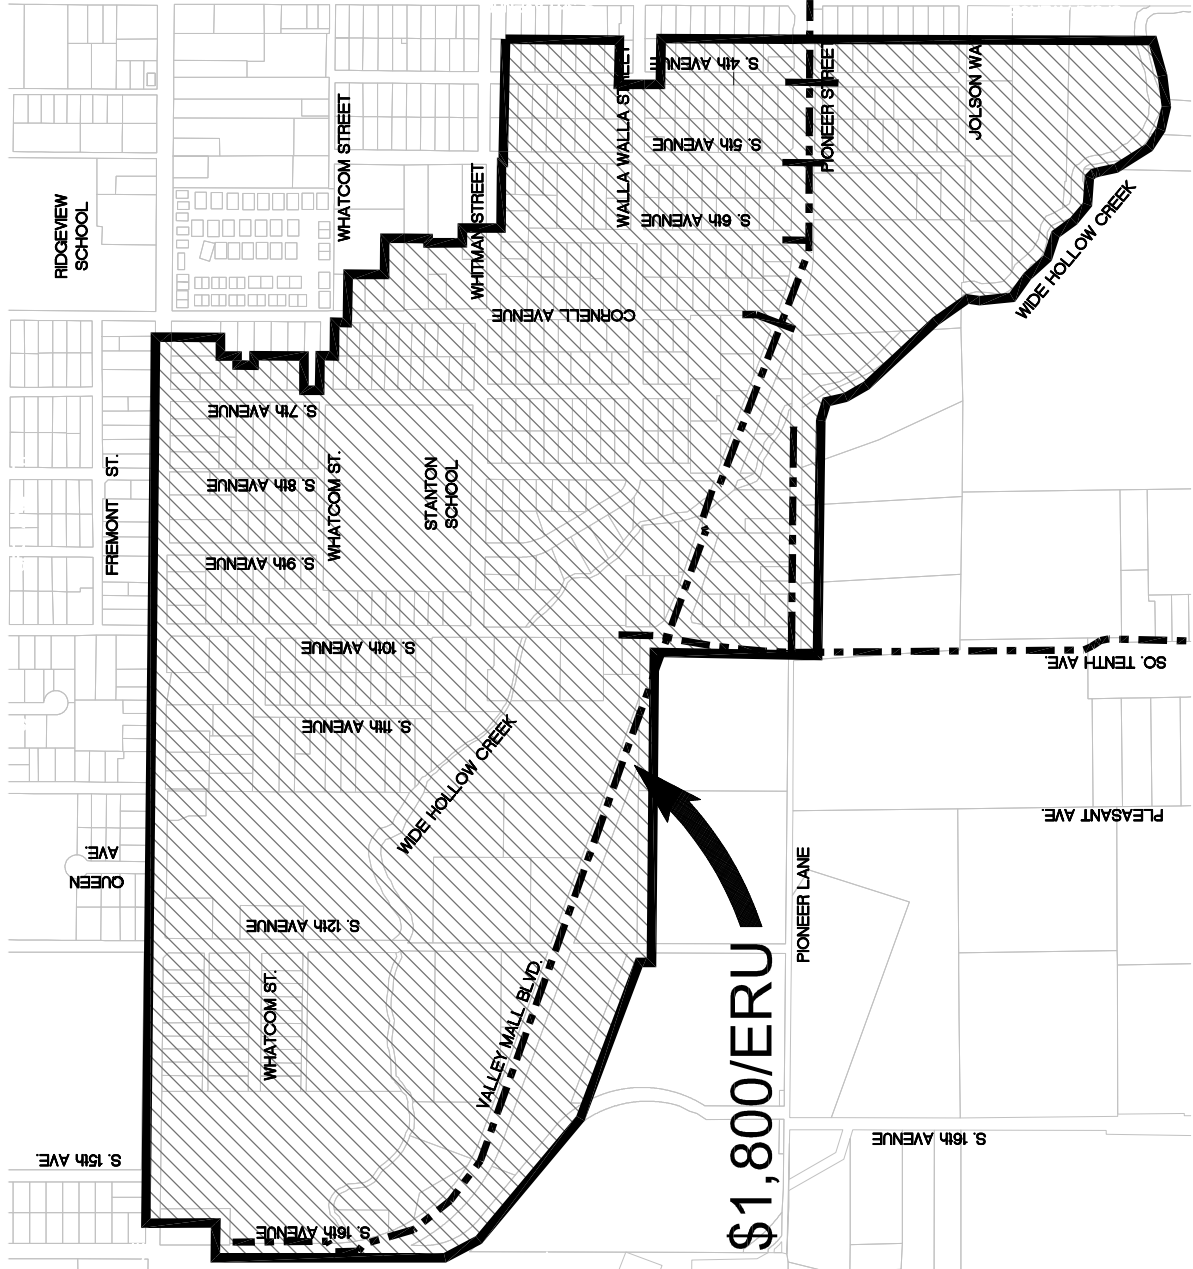 S. 4th AVENUE
WALLA WALLA STREET
PIONEER STREE
JOLSON WA
S. 5th AVENUE
WHATCOM STREET
RIDGEVIEW
SCHOOL
WHITMAN STREET
S. 6th AVENUE
WIDE HOLLOW CREEK
CORNELL AVENUE
S. 7th AVENUE
FREMONT ST.
S. 8th AVENUE
WHATCOM ST.
STANTON
SCHOOL
S. 9th AVENUE
S. 10th AVENUE
SO. TENTH AVE.
S. 11th AVENUE
WIDE HOLLOW CREEK
PLEASANT AVE.
QUEEN
AVE.
PIONEER LANE
S. 12th AVENUE
WHATCOM ST.
VALLEY MALL BLVD.
$1,800/ERU
S. 15th AVE.
S. 16th AVENUE
S. 16th AVENUE